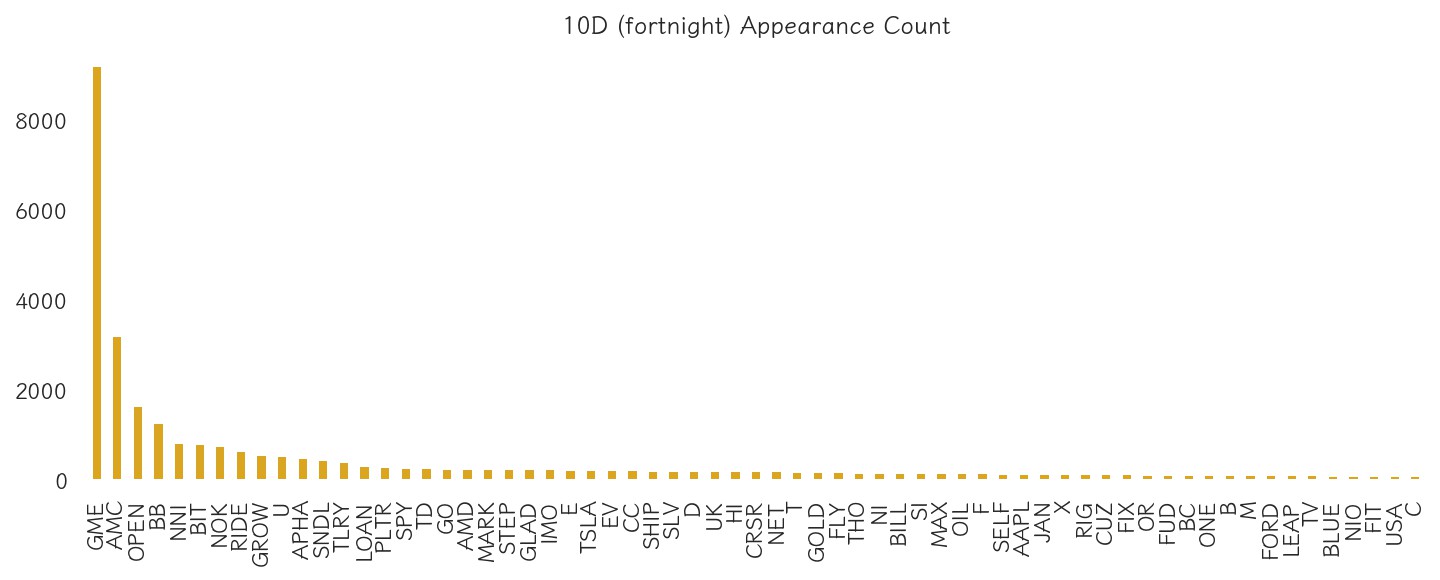 10D (fortnight) Appearance Count
8000
6000
4000
2000
0
GME
AMC
OPEN
BB
NNI
BIT
NOK
RIDE
GROW
U
APHA
SNDL
TLRY
LOAN
PLTR
SPY
TD
GO
AMD
MARK
STEP
GLAD
IMO
E
TSLA
EV
CC
SHIP
SLV
D
UK
HI
CRSR
NET
T
GOLD
FLY
THO
NI
BILL
SI
MAX
OIL
F
SELF
AAPL
JAN
X
RIG
CUZ
FIX
OR
FUD
BC
ONE
B
M
FORD
LEAP
TV
BLUE
NIO
FIT
USA
C